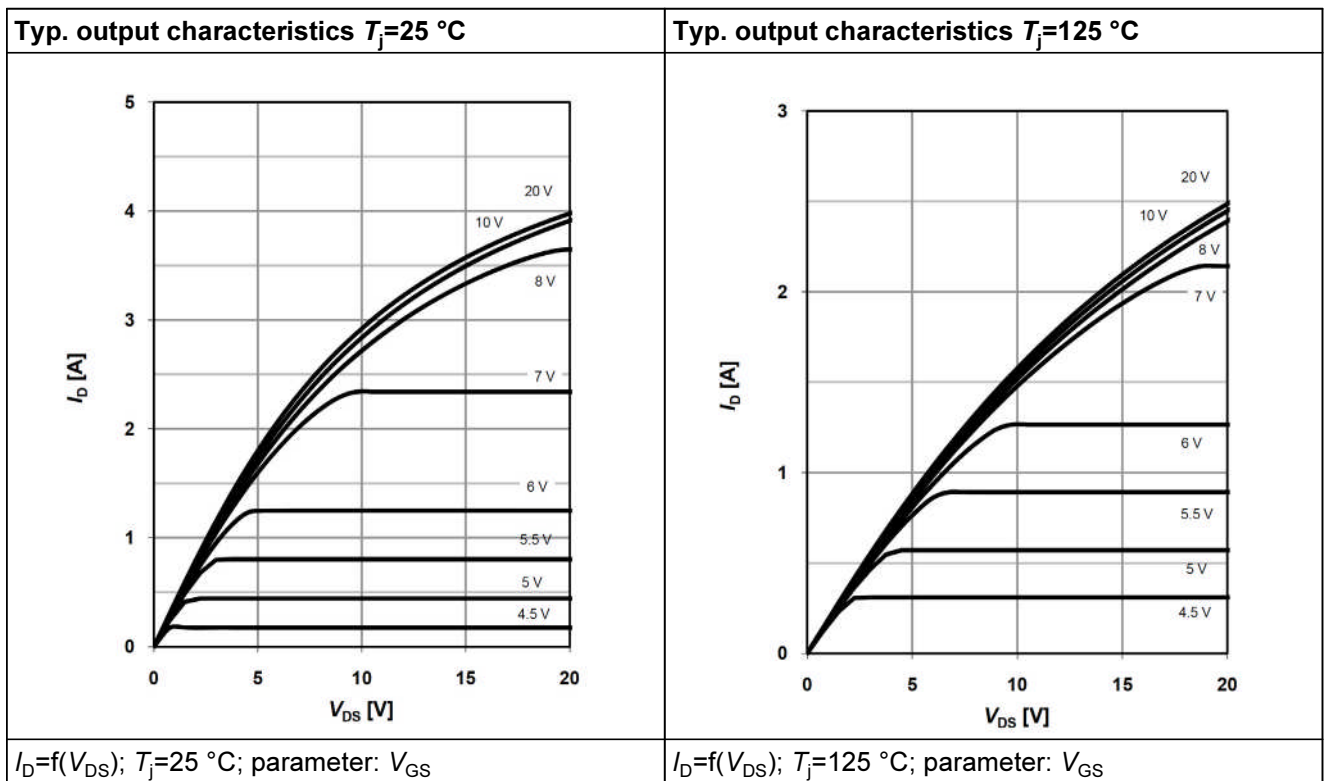 Typ. output characteristics Tj=25 °C
5
4
3
2
1
0
ID [A]
20 V
10 V
8 V
7 V
6 V
5.5 V
5 V
4.5 V
0 5 10 15 20
VDS [V]
ID=f(VDS); Tj=25 °C; parameter: VGS
Typ. output characteristics Tj=125 °C
3
2
1
0
ID [A]
20 V
10 V
8 V
7 V
6 V
5.5 V
5 V
4.5 V
0 5 10 15 20
VDS [V]
ID=f(VDS); Tj=125 °C; parameter: VGS